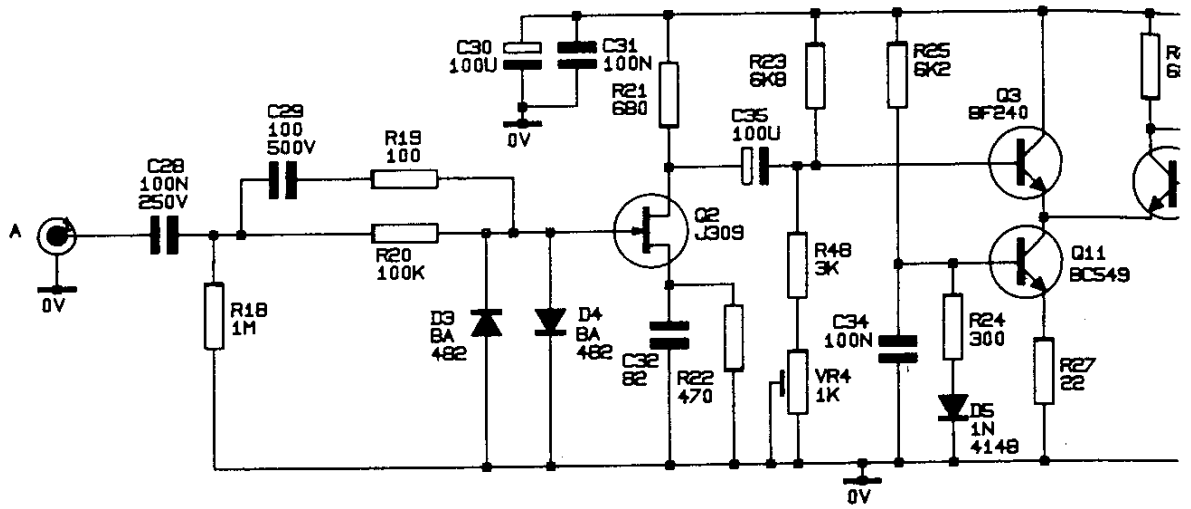 C30
100U
C31
100N
R21
680
0V
C29
100
500V
R19
100
C28
100N
250V
A
0V
R20
100K
R18
1M
D3
BA
482
D4
BA
482
Q2
J309
C32
82
R22
470
C35
100U
R23
6K8
R25
6K2
Q3
BF240
R48
3K
VR4
1K
C34
100N
R24
300
D5
1N
4148
Q11
BC549
R27
22
0V